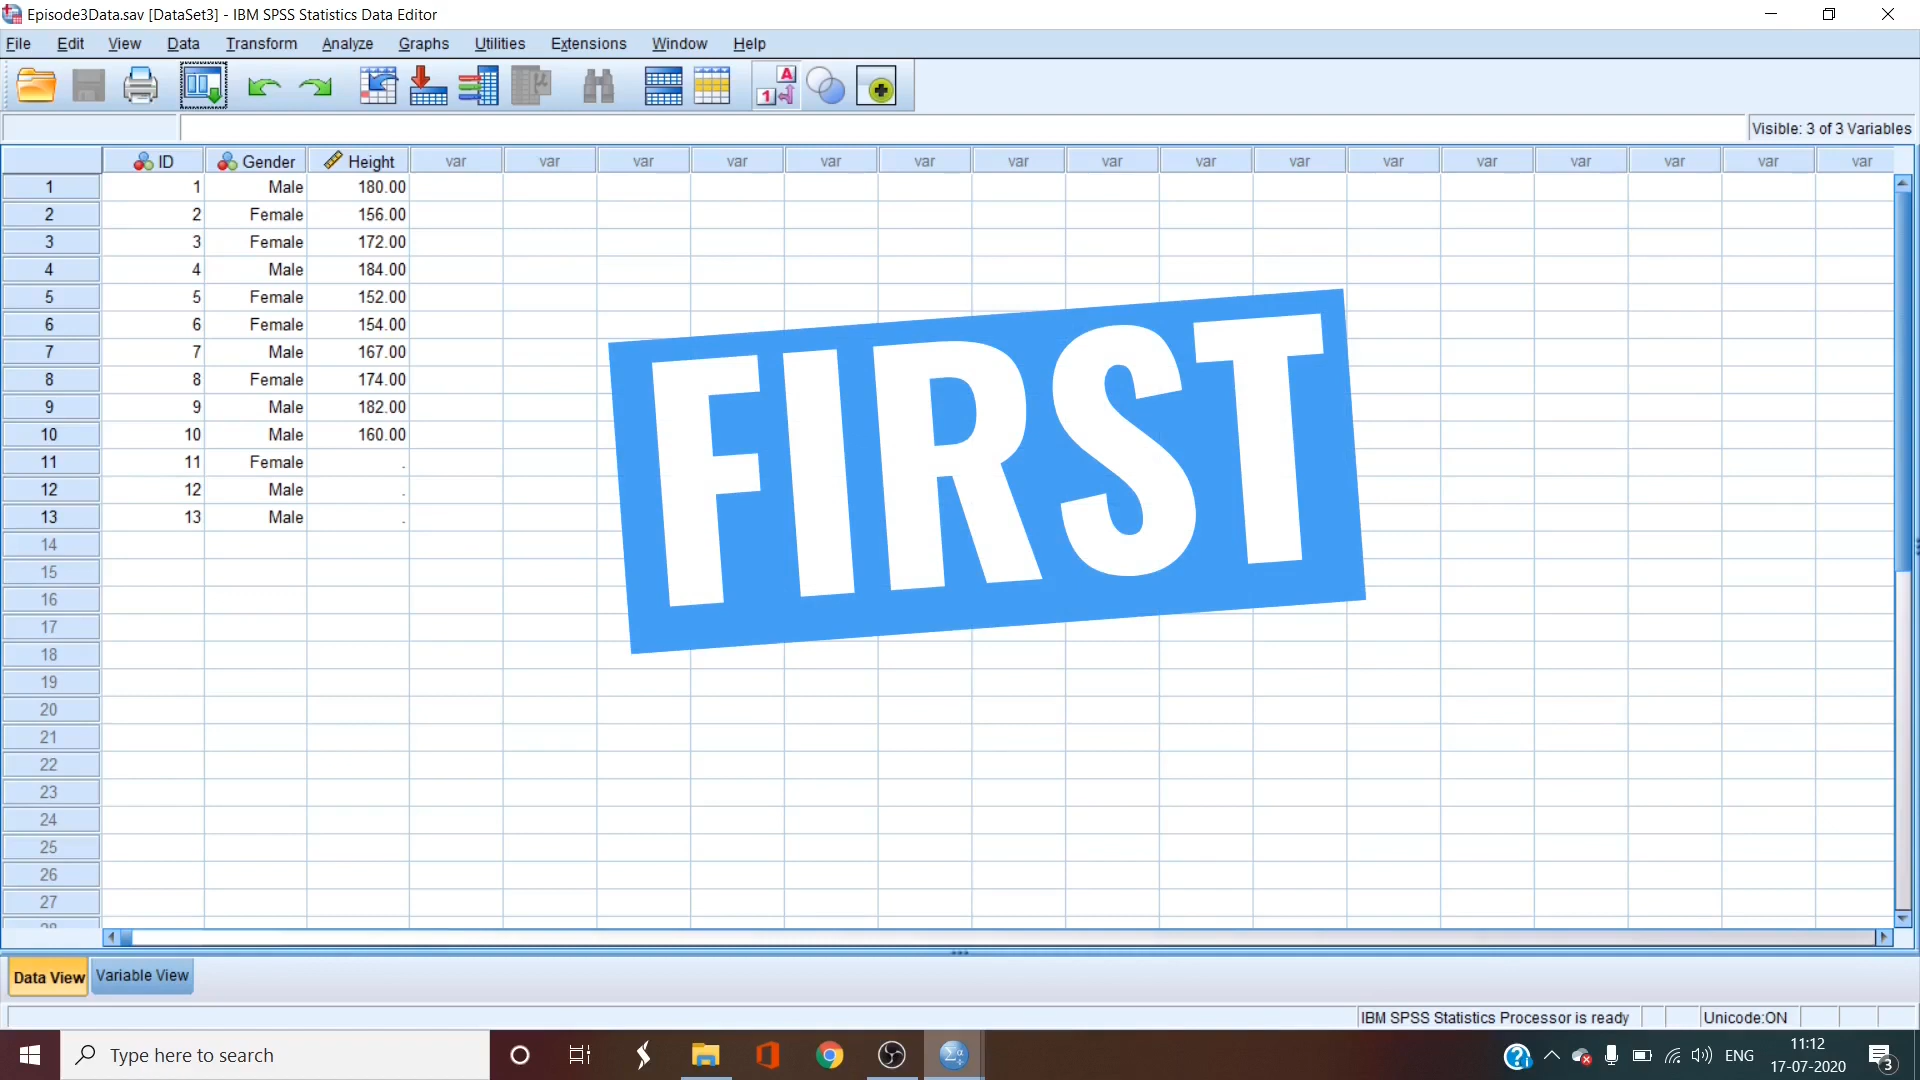 Episode3Data.sav [DataSet3] - IBM SPSS Statistics Data Editor
File Edit View Data Transform Analyze Graphs Utilities Extensions Window Help
A
1
Visible: 3 of 3 Variables
ID Gender Height var var var var var var var var var var var var var var var var
1 1 Male 180.00
2 2 Female 156.00
3 3 Female 172.00
4 4 Male 184.00
5 5 Female 152.00
6 6 Female 154.00
7 7 Male 167.00
8 8 Female 174.00
9 9 Male 182.00
10 10 Male 160.00
11 11 Female .
12 12 Male .
13 13 Male .
14
15
16
17
18
19
20
21
22
23
24
25
26
27
28
FIRST
Data View Variable View
IBM SPSS Statistics Processor is ready Unicode:ON
Type here to search
ENG
11:12
17-07-2020
3